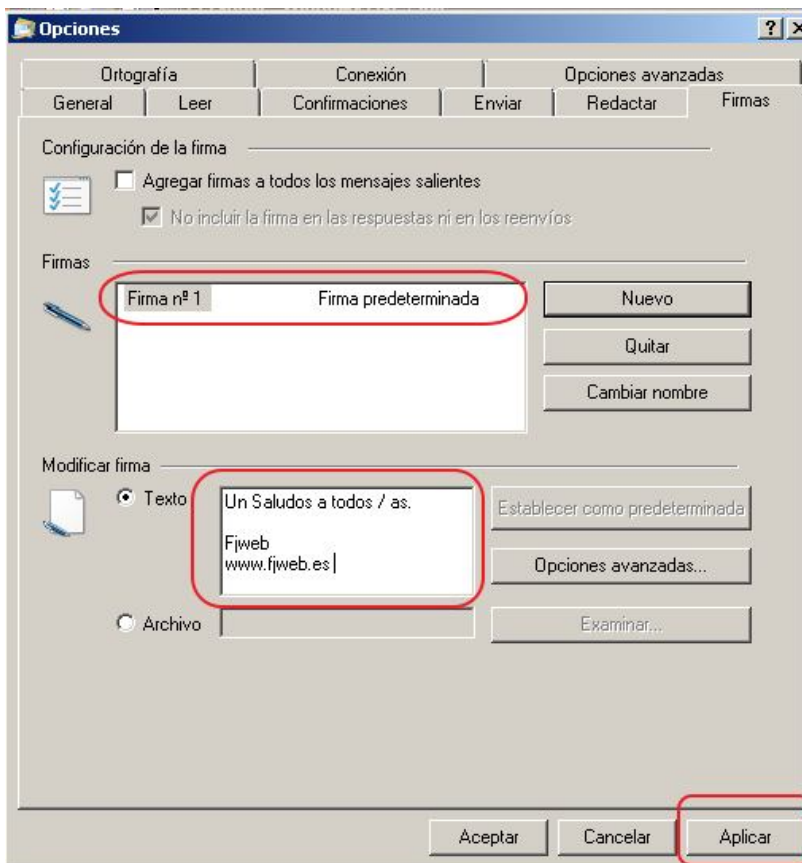 Opciones
Ortografía Conexión Opciones avanzadas
General Leer Confirmaciones Enviar Redactar Firmas
Configuración de la firma
Agregar firmas a todos los mensajes salientes
No incluir la firma en las respuestas ni en los reenvíos
Firmas
Firma nº 1 Firma predeterminada
Nuevo
Quitar
Cambiar nombre
Modificar firma
Texto
Un Saludos a todos / as.
Fjweb
www.fjweb.es
Establecer como predeterminada
Opciones avanzadas...
Archivo
Examinar...
Aceptar Cancelar Aplicar